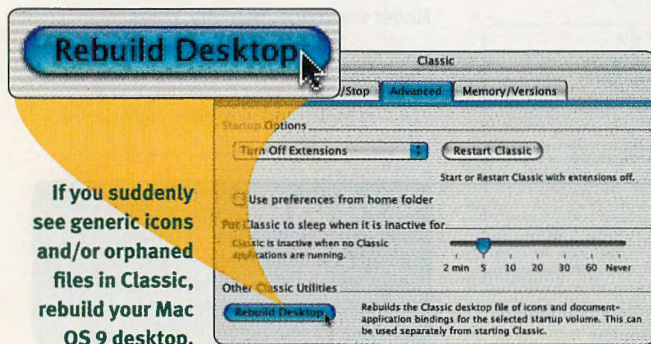 Rebuild Desktop
Classic
/Stop Advanced Memory/Versions
Startup Options
Turn Off Extensions Restart Classic
Start or Restart Classic with extensions off.
Use preferences from home folder
Put Classic to sleep when it is inactive for
Classic is inactive when no Classic
applications are running.
2 min 5 10 20 30 60 Never
Other Classic Utilities
Rebuild Desktop
Rebuilds the Classic desktop file of icons and document-
application bindings for the selected startup volume. This can
be used separately from starting Classic.
If you suddenly
see generic icons
and/or orphaned
files in Classic,
rebuild your Mac
OS 9 desktop.